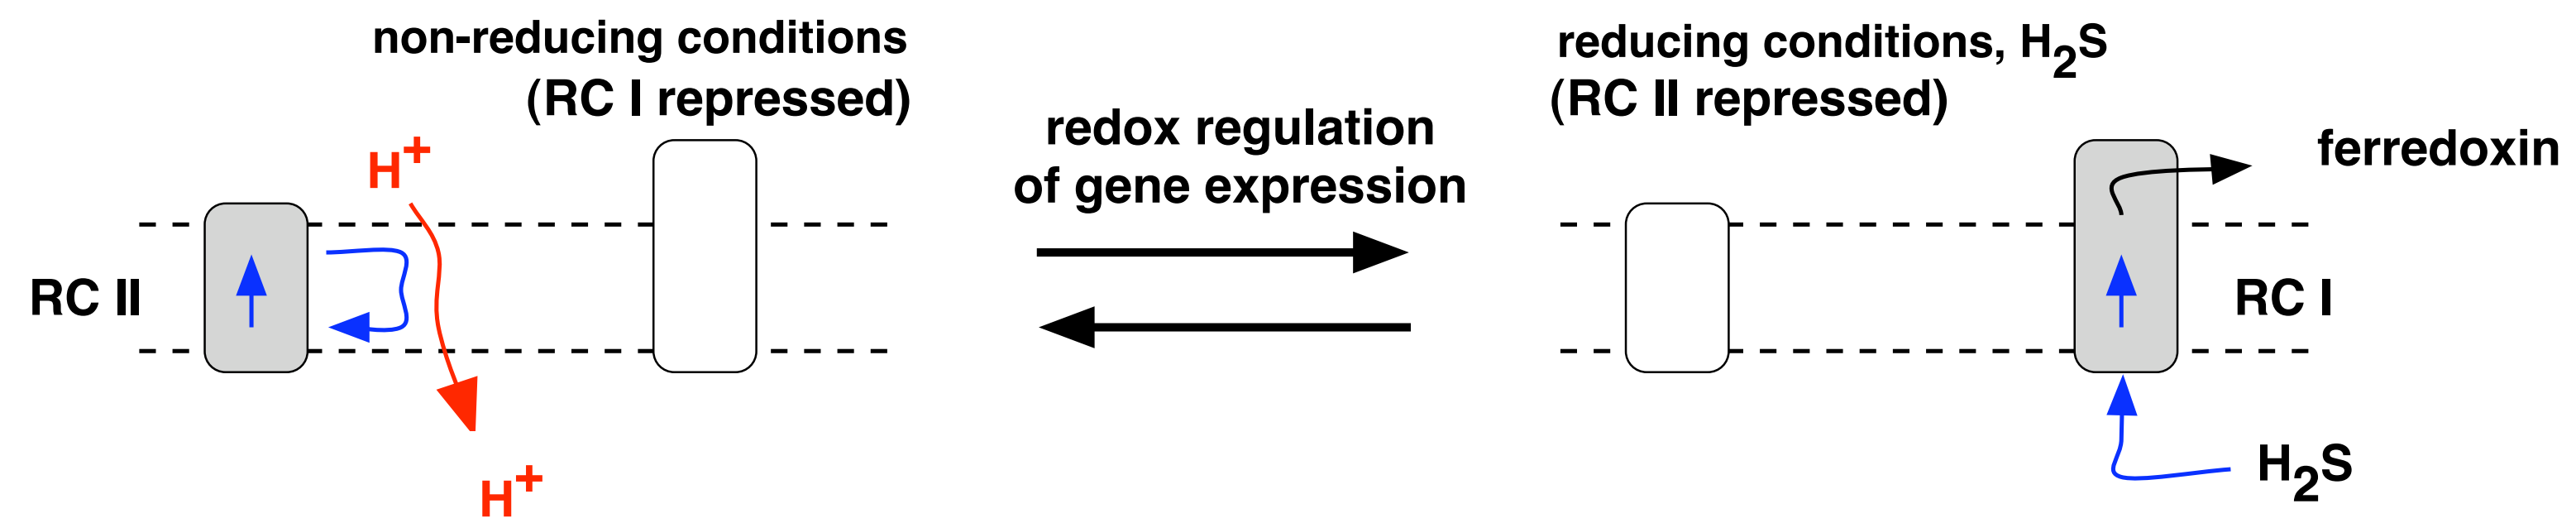 non-reducing conditions
(RC I repressed)
H+
RC II
H+
redox regulation
of gene expression
reducing conditions, H2S
(RC II repressed)
ferredoxin
RC I
H2S